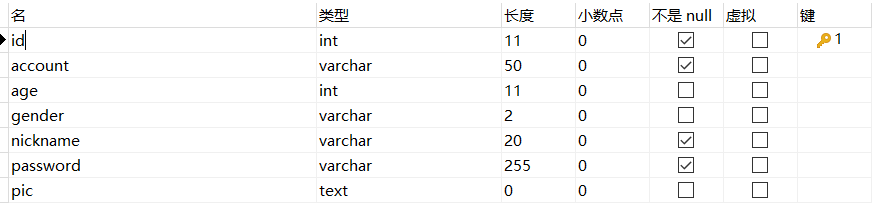 名 类型 长度 小数点 不是 null 虚拟 键
id int 11 0 1
account varchar 50 0
age int 11 0
gender varchar 2 0
nickname varchar 20 0
password varchar 255 0
pic text 0 0